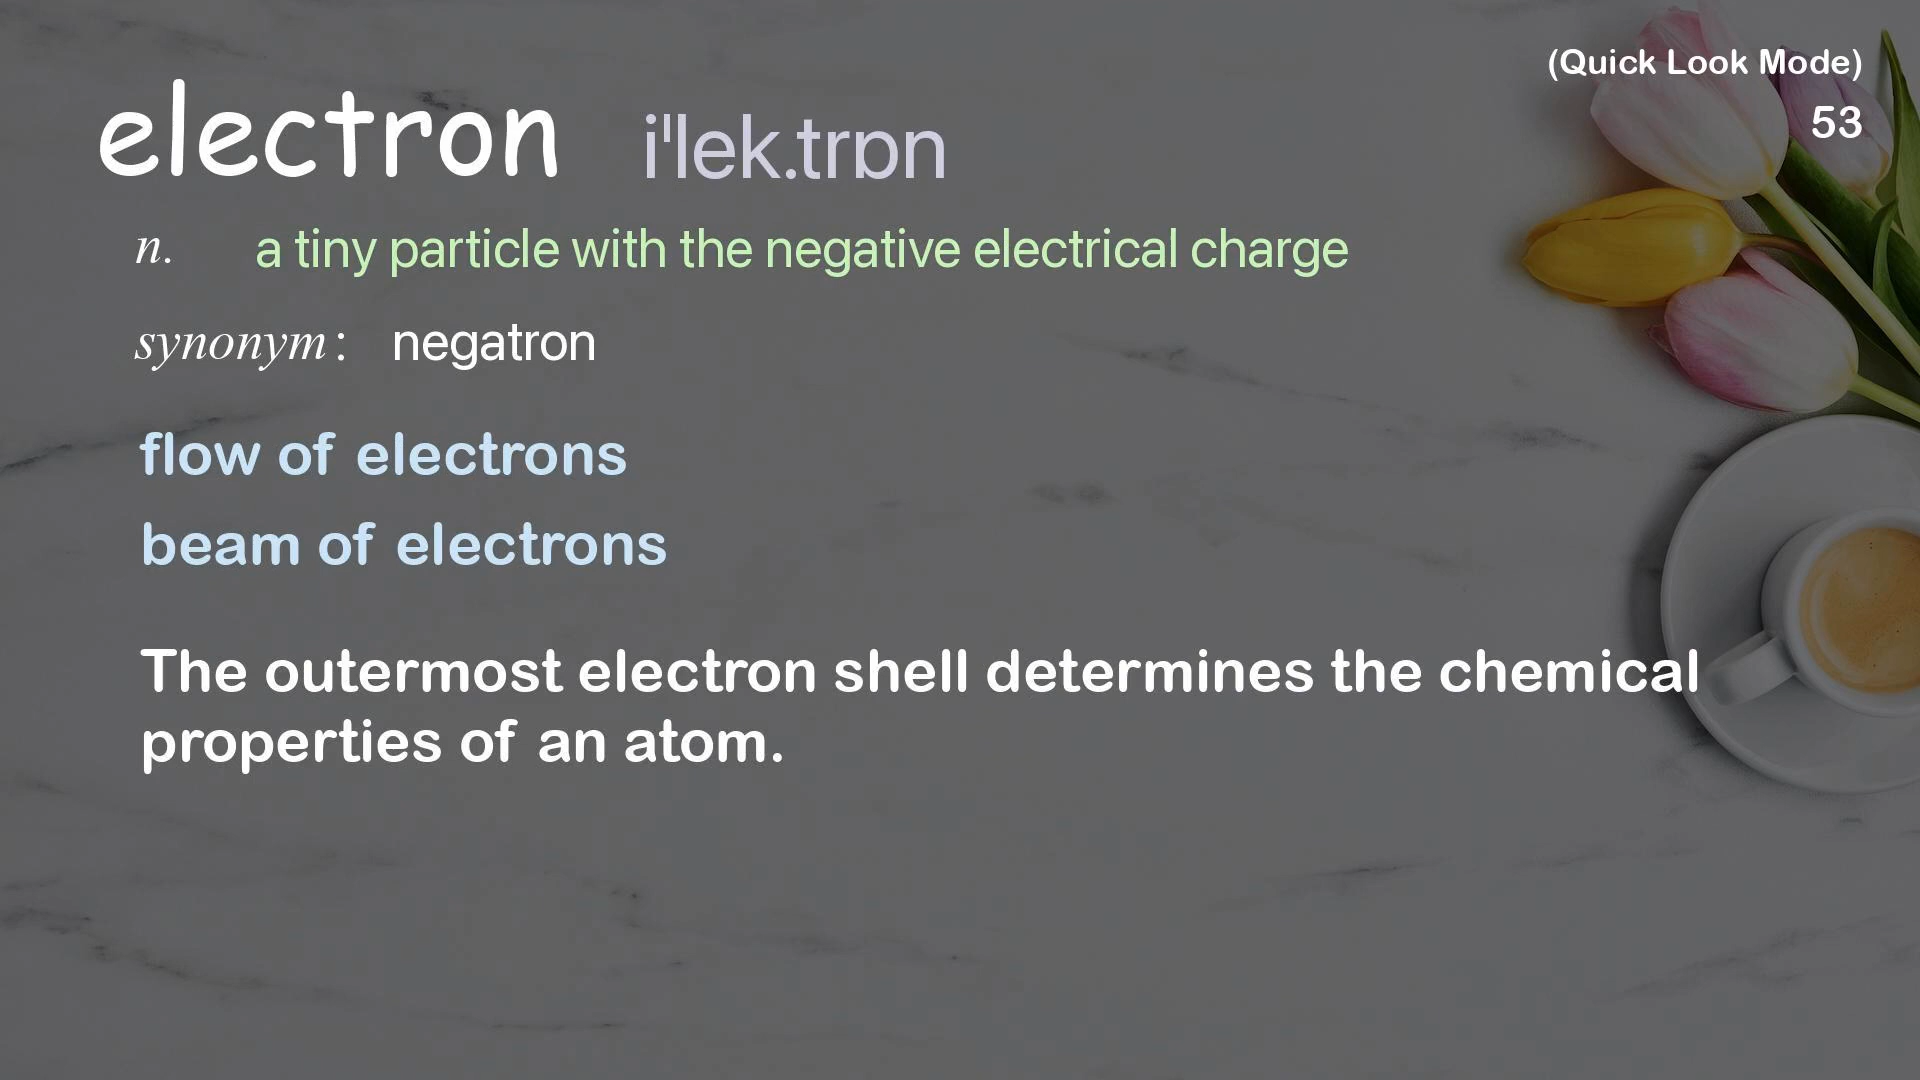 (Quick Look Mode)
53
electron iˈlek.trɒn
n. a tiny particle with the negative electrical charge
synonym: negatron
flow of electrons
beam of electrons
The outermost electron shell determines the chemical
properties of an atom.